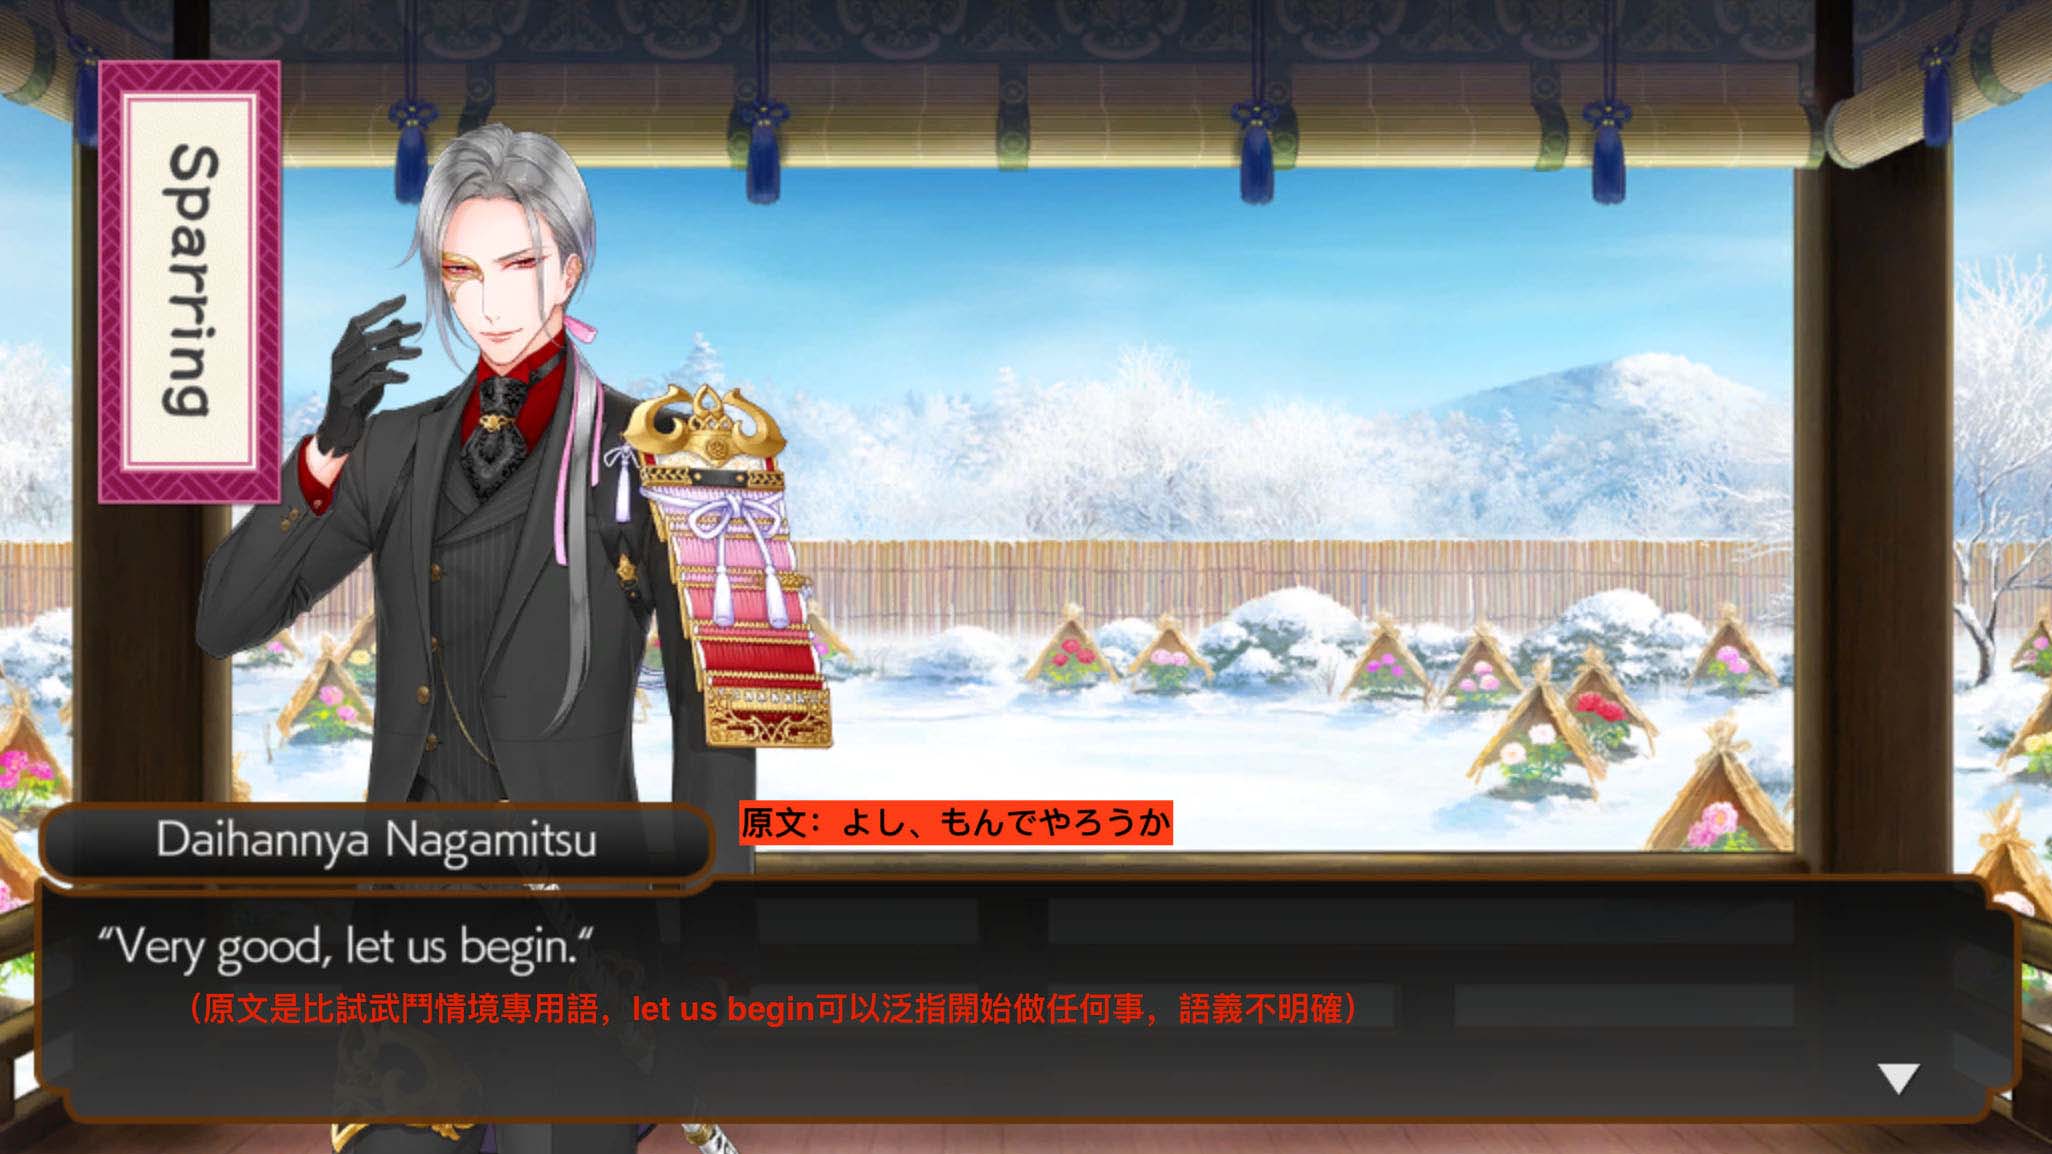 Sparring
原文：よし、もんでやろうか
Daihannya Nagamitsu
“Very good, let us begin.“
（原文是比試武鬥情境專用語，let us begin可以泛指開始做任何事，語義不明確）